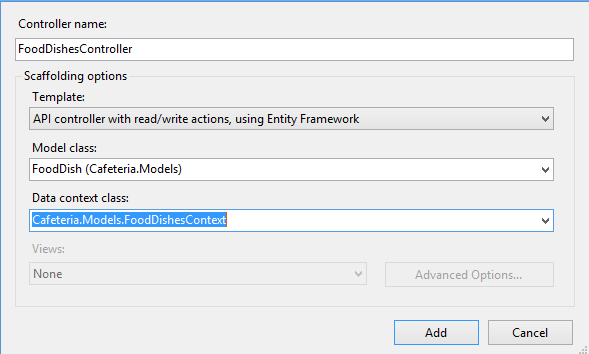 Controller name:
FoodDishesController
Scaffolding options
Template:
API controller with read/write actions, using Entity Framework
Model class:
FoodDish (Cafeteria.Models)
Data context class:
Cafeteria.Models.FoodDishesContext
Views:
None
Advanced Options...
Add
Cancel